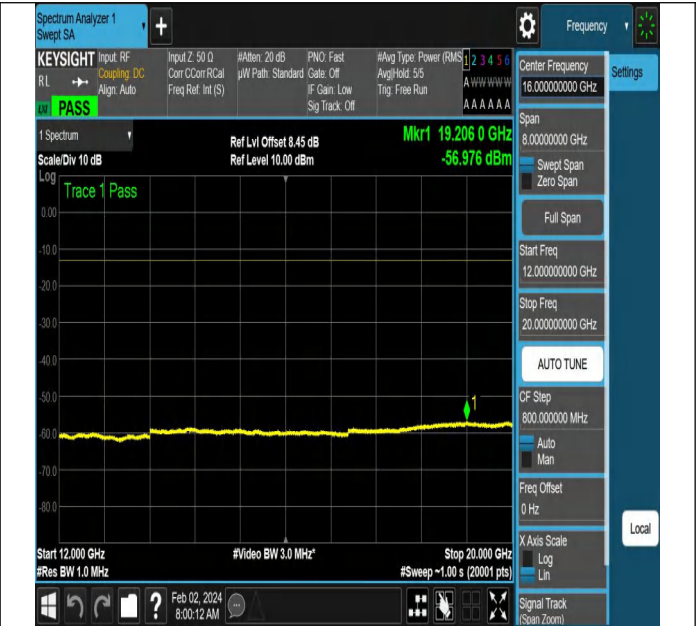 Spectrum Analyzer 1
Swept SA
Frequency
KEYSIGHT
RL
Input: RF
Coupling: DC
Align: Auto
Input Z: 50 Ω
Corr CCorr RCal
Freq Ref: Int (S)
#Atten: 20 dB
µW Path: Standard
PNO: Fast
Gate: Off
IF Gain: Low
Sig Track: Off
#Avg Type: Power (RMS
Avg|Hold: 5/5
Trig: Free Run
1 2 3 4 5 6
A W W W W W
A A A A A A
PASS
1 Spectrum
Scale/Div 10 dB
Ref Lvl Offset 8.45 dB
Ref Level 10.00 dBm
Mkr1 19.206 0 GHz
-56.976 dBm
Log
Trace 1 Pass
0.00
-10.0
-20.0
-30.0
-40.0
-50.0
-60.0
-70.0
-80.0
1
Start 12.000 GHz
#Res BW 1.0 MHz
#Video BW 3.0 MHz*
Stop 20.000 GHz
#Sweep ~1.00 s (20001 pts)
Feb 02, 2024
8:00:12 AM
Center Frequency
16.000000000 GHz
Settings
Span
8.00000000 GHz
Swept Span
Zero Span
Full Span
Start Freq
12.000000000 GHz
Stop Freq
20.000000000 GHz
AUTO TUNE
CF Step
800.000000 MHz
Auto
Man
Freq Offset
0 Hz
X Axis Scale
Log
Lin
Signal Track
(Span Zoom)
Local